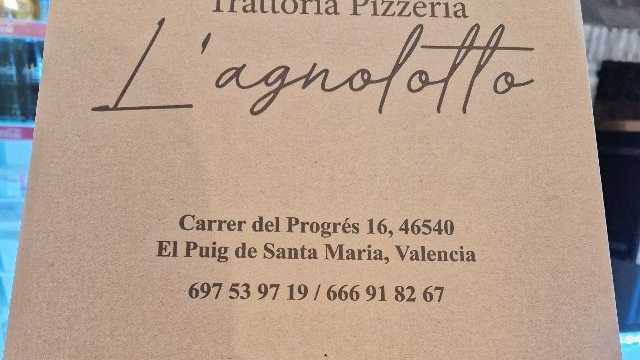 Trattoria Pizzeria
L'agnolotto
Carrer del Progrés 16, 46540
El Puig de Santa Maria, Valencia
697 53 97 19 / 666 91 82 67